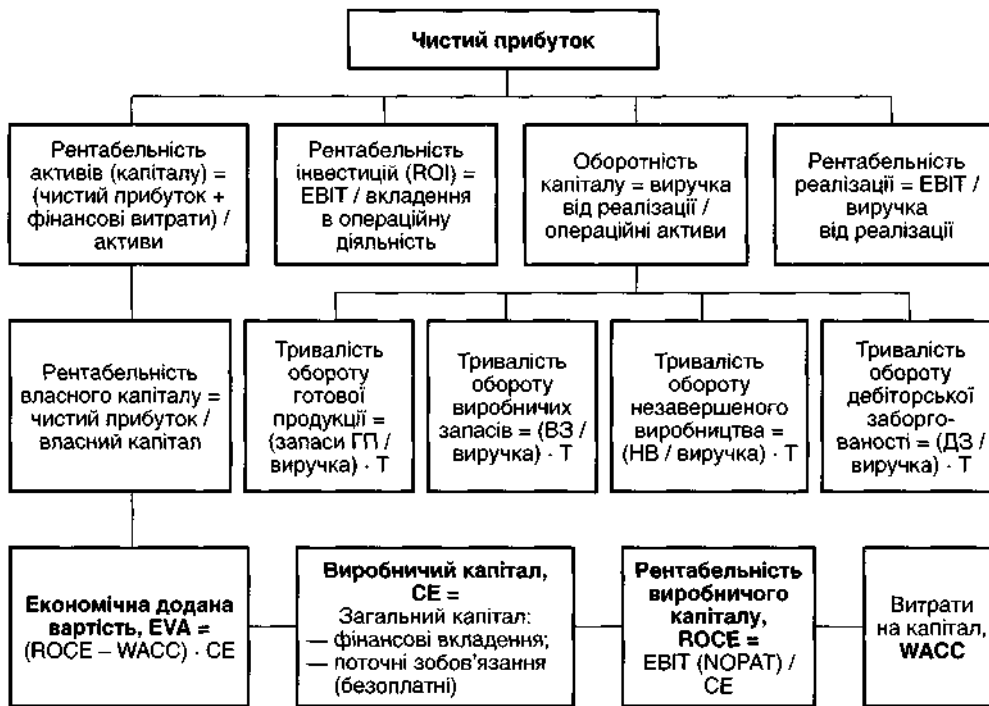 Чистий прибуток
Рентабельність
активів (капіталу) =
(чистий прибуток +
фінансові витрати) /
активи
Рентабельність
інвестицій (ROI) =
EBIT / вкладення
в операційну
діяльність
Оборотність
капіталу = виручка
від реалізації /
операційні активи
Рентабельність
реалізації = EBIT /
виручка
від реалізації
Рентабельність
власного капіталу =
чистий прибуток /
власний капітал
Тривалість
обороту
готової
продукції =
(запаси ГП /
виручка) · Т
Тривалість
обороту
виробничих
запасів = (ВЗ /
виручка) · Т
Тривалість
обороту
незавершеного
виробництва =
(НВ / виручка) · Т
Тривалість
обороту
дебіторської
заборго-
ваності = (ДЗ /
виручка) · Т
Економічна додана
вартість, EVA =
(ROCE – WACC) · CE
Виробничий капітал,
CE =
Загальний капітал:
— фінансові вкладення;
— поточні зобов'язання
(безоплатні)
Рентабельність
виробничого
капіталу,
ROCE =
EBIT (NOPAT) /
CE
Витрати
на капітал,
WACC